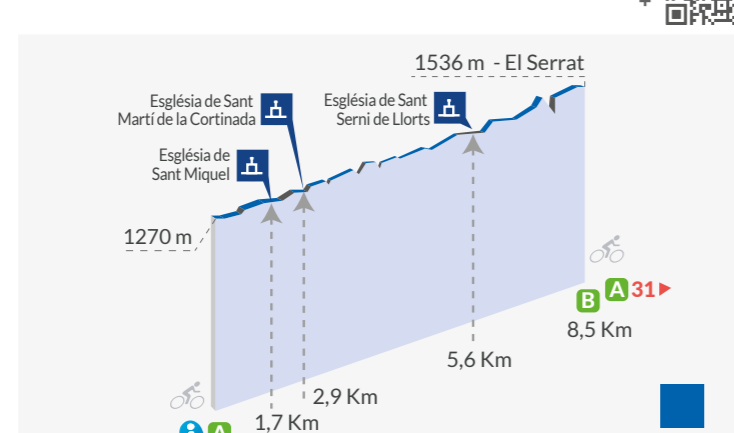 +
1536 m - El Serrat
Església de Sant
Martí de la Cortinada
Església de Sant
Serni de Llorts
Església de
Sant Miquel
1270 m
B A 31
8,5 Km
5,6 Km
2,9 Km
1,7 Km
i A